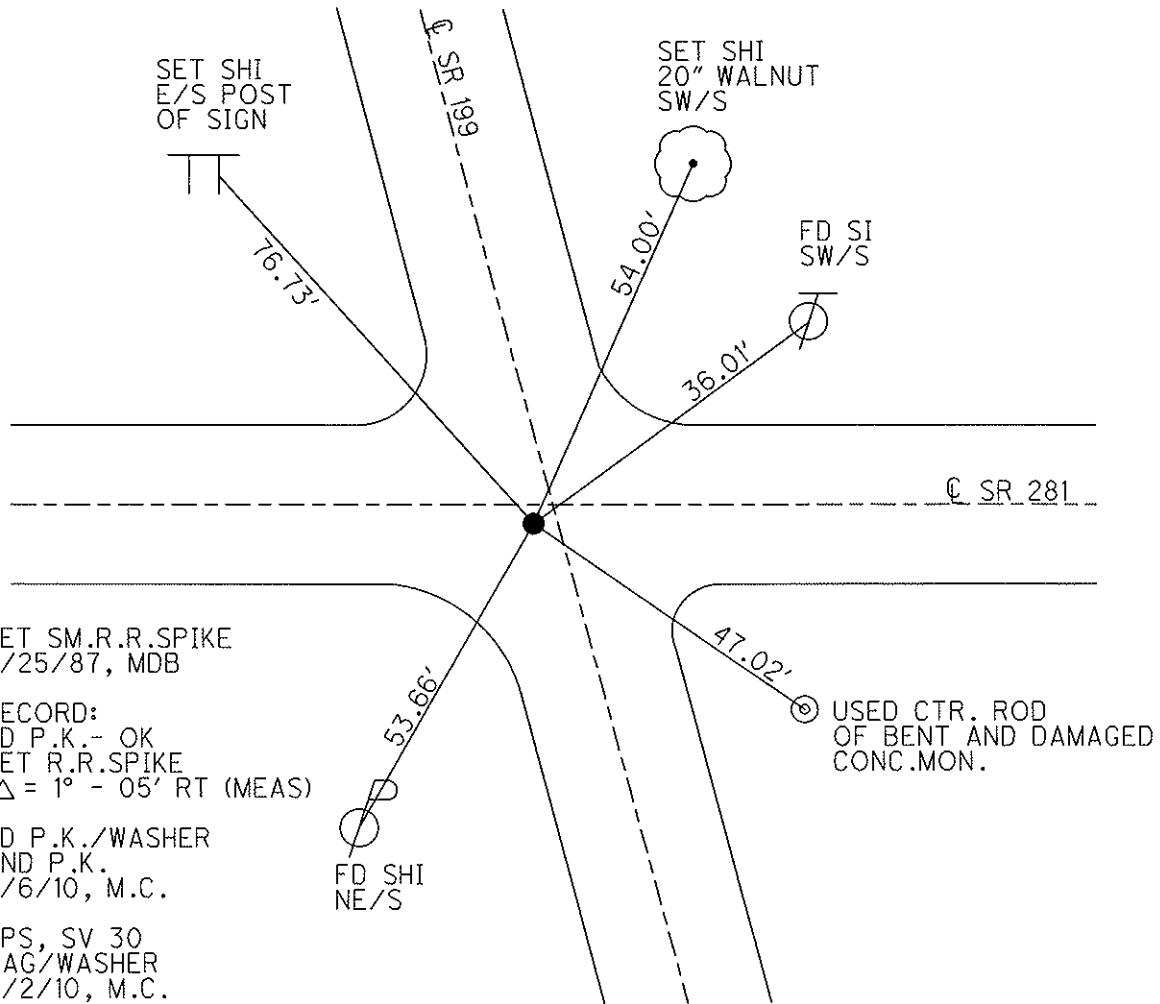 SET SHI
E/S POST
OF SIGN
℄ SR 199
SET SHI
20" WALNUT
SW/S
FD SI
SW/S
76.73'
54.00'
36.01'
℄ SR 281
ET SM.R.R.SPIKE
/25/87, MDB
ECORD:
D P.K.- OK
ET R.R.SPIKE
△ = 1° - 05' RT (MEAS)
D P.K./WASHER
ND P.K.
/6/10, M.C.
PS, SV 30
AG/WASHER
/2/10, M.C.
53.66'
FD SHI
NE/S
47.02'
USED CTR. ROD
OF BENT AND DAMAGED
CONC.MON.